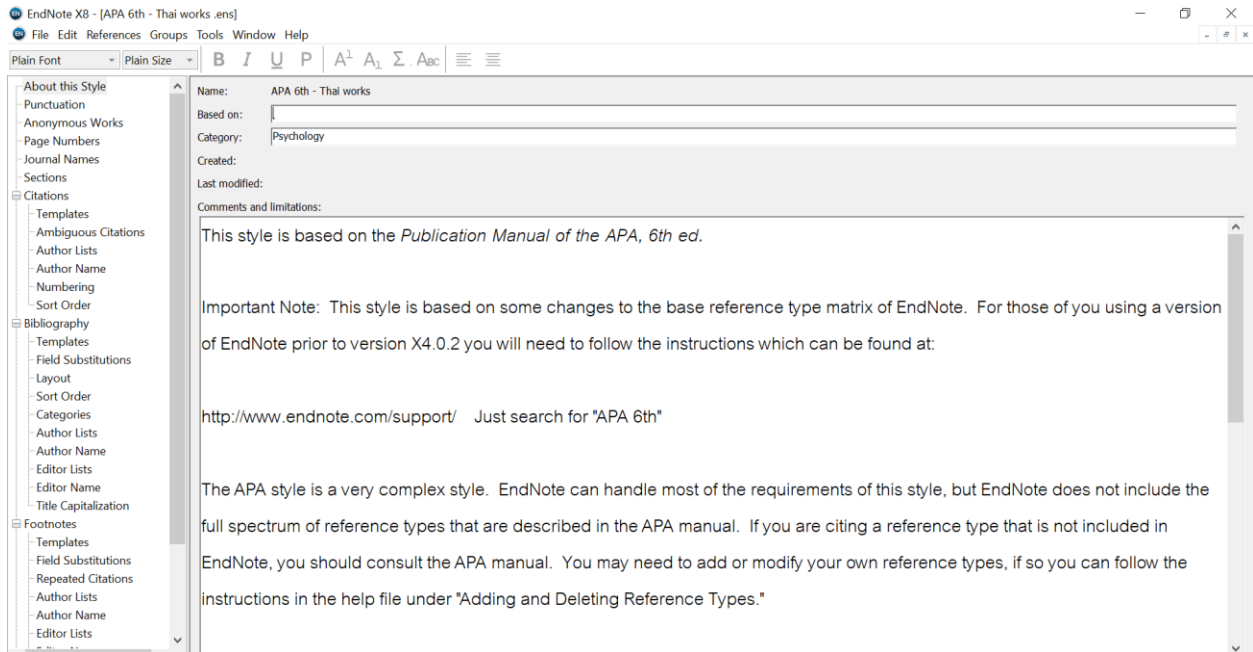 EndNote X8 - [APA 6th - Thai works .ens]
File Edit References Groups Tools Window Help
Plain Font Plain Size B I U P A1 A1 Σ ABC
About this Style
Punctuation
Anonymous Works
Page Numbers
Journal Names
Sections
Citations
Templates
Ambiguous Citations
Author Lists
Author Name
Numbering
Sort Order
Bibliography
Templates
Field Substitutions
Layout
Sort Order
Categories
Author Lists
Author Name
Editor Lists
Editor Name
Title Capitalization
Footnotes
Templates
Field Substitutions
Repeated Citations
Author Lists
Author Name
Editor Lists
Name: APA 6th - Thai works
Based on: .
Category: Psychology
Created:
Last modified:
Comments and limitations:
This style is based on the Publication Manual of the APA, 6th ed.
Important Note:  This style is based on some changes to the base reference type matrix of EndNote.  For those of you using a version
of EndNote prior to version X4.0.2 you will need to follow the instructions which can be found at:
http://www.endnote.com/support/    Just search for "APA 6th"
The APA style is a very complex style.  EndNote can handle most of the requirements of this style, but EndNote does not include the
full spectrum of reference types that are described in the APA manual.  If you are citing a reference type that is not included in
EndNote, you should consult the APA manual.  You may need to add or modify your own reference types, if so you can follow the
instructions in the help file under "Adding and Deleting Reference Types."